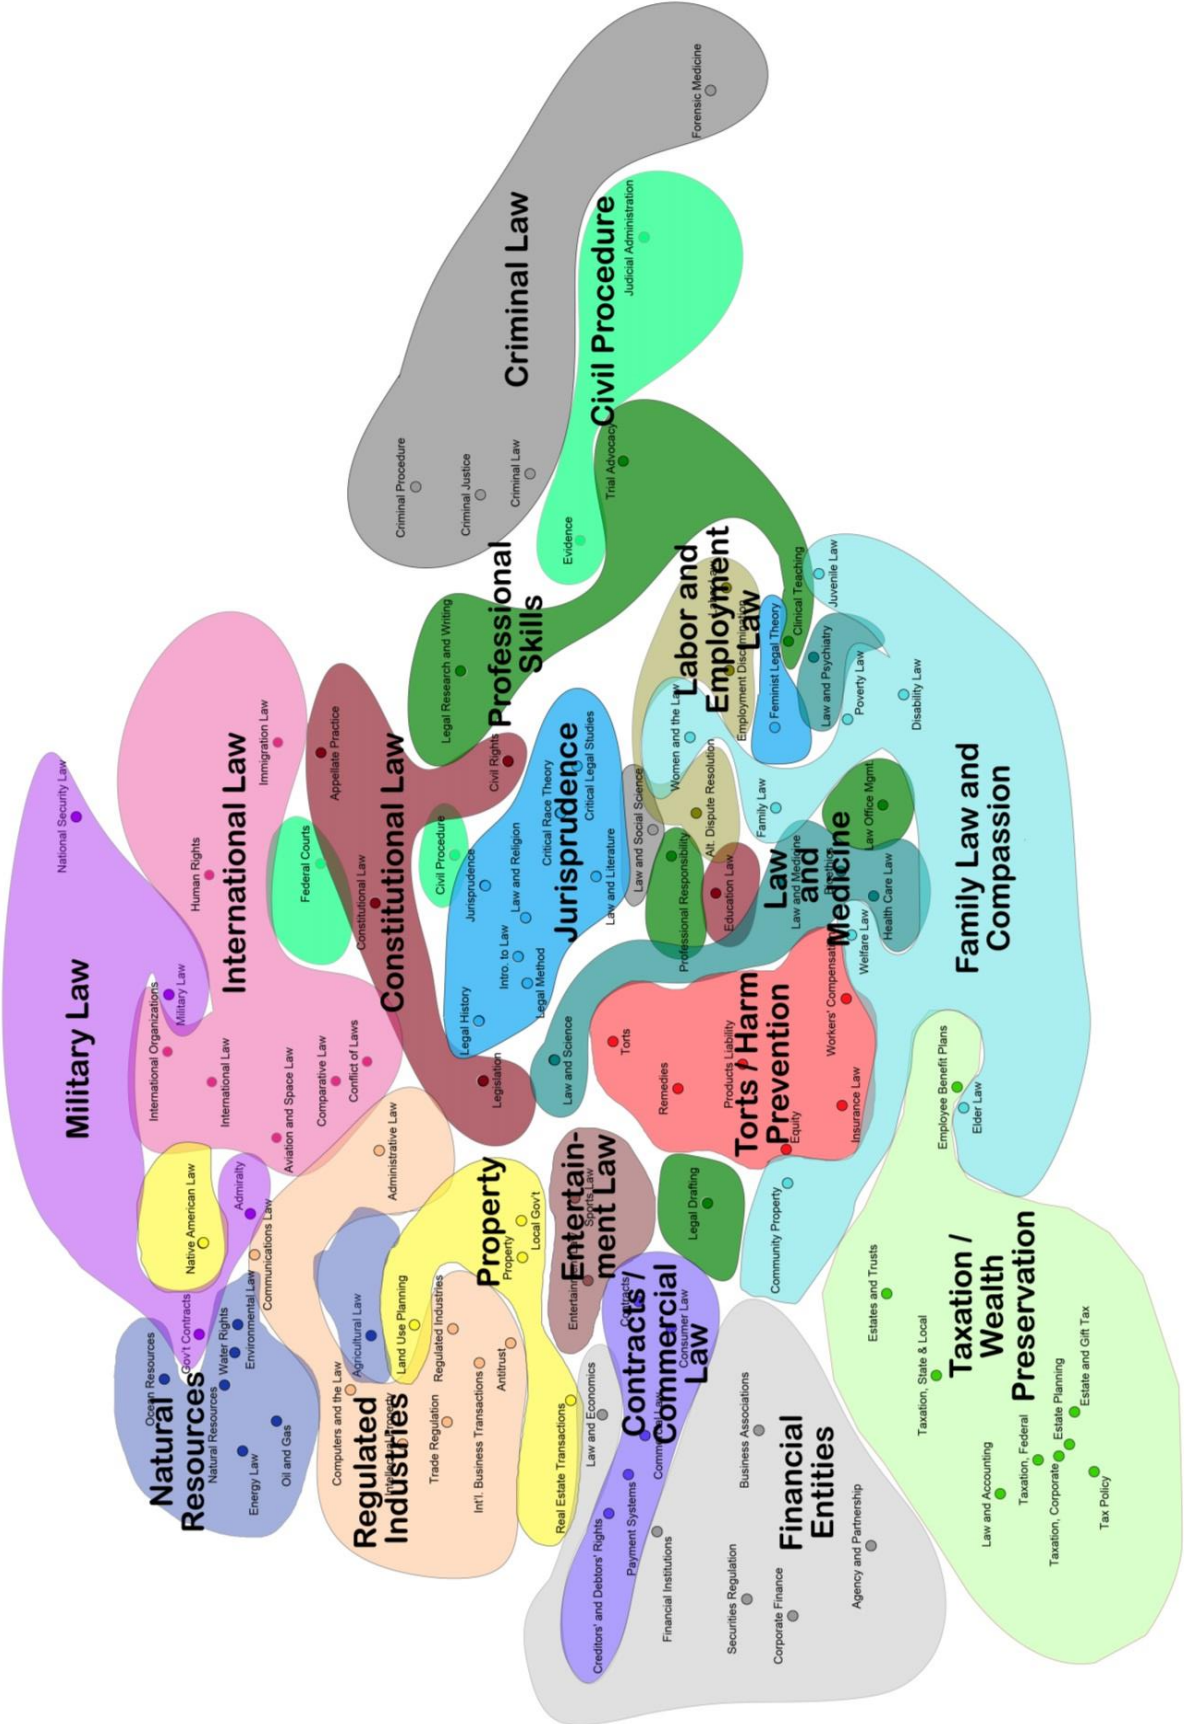 Military Law
National Security Law
Military Law
Admiralty
Gov't Contracts
International Law
Human Rights
Immigration Law
International Organizations
International Law
Aviation and Space Law
Comparative Law
Conflict of Laws
Native American Law
Natural
Resources
Ocean Resources
Natural Resources
Water Rights
Environmental Law
Energy Law
Oil and Gas
Agricultural Law
Regulated
Industries
Communications Law
Administrative Law
Computers and the Law
Intellectual Property
Regulated Industries
Trade Regulation
Int'l. Business Transactions
Antitrust
Property
Land Use Planning
Property
Local Gov't
Real Estate Transactions
Constitutional Law
Appellate Practice
Constitutional Law
Civil Rights
Legislation
Education Law
Federal Courts
Civil Procedure
Criminal Law
Criminal Procedure
Criminal Justice
Criminal Law
Forensic Medicine
Civil Procedure
Judicial Administration
Evidence
Professional
Skills
Legal Research and Writing
Trial Advocacy
Clinical Teaching
Professional Responsibility
Law Office Mgmt.
Legal Drafting
Jurisprudence
Jurisprudence
Legal History
Intro. to Law
Law and Religion
Legal Method
Critical Race Theory
Critical Legal Studies
Law and Literature
Feminist Legal Theory
Law and Social Science
Labor and
Employment
Law
Labor Law
Employment Discrimination
Alt. Dispute Resolution
Law
and
Medicine
Law and Science
Law and Medicine
Bioethics
Health Care Law
Law and Psychiatry
Torts / Harm
Prevention
Torts
Remedies
Products Liability
Equity
Workers' Compensation
Insurance Law
Entertain-
ment Law
Sports Law
Contracts /
Commercial
Law
Contracts
Consumer Law
Commercial Law
Payment Systems
Creditors' and Debtors' Rights
Financial
Entities
Law and Economics
Financial Institutions
Business Associations
Securities Regulation
Corporate Finance
Agency and Partnership
Family Law and
Compassion
Women and the Law
Family Law
Juvenile Law
Poverty Law
Disability Law
Welfare Law
Community Property
Elder Law
Taxation /
Wealth
Preservation
Employee Benefit Plans
Estates and Trusts
Taxation, State & Local
Law and Accounting
Taxation, Federal
Taxation, Corporate
Estate Planning
Estate and Gift Tax
Tax Policy